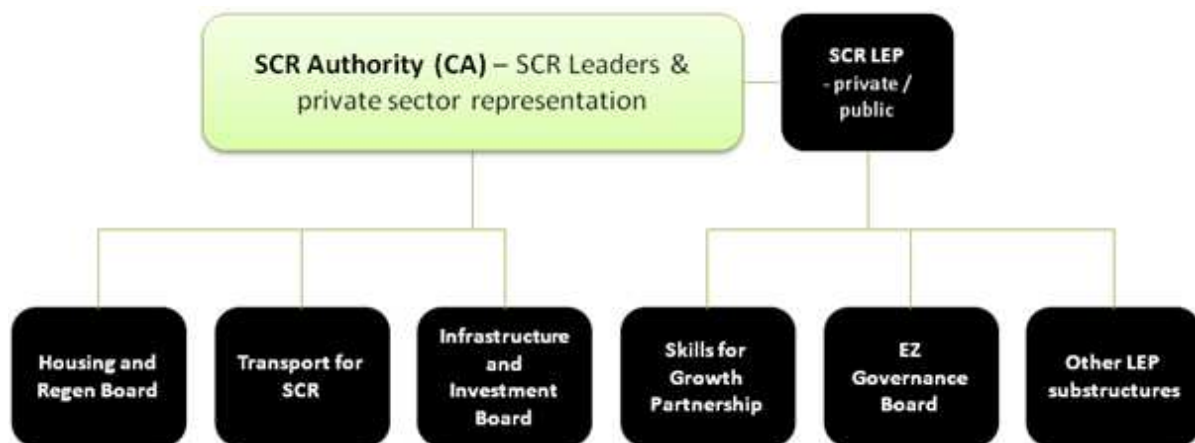 SCR Authority (CA) – SCR Leaders &
private sector representation
SCR LEP
- private /
public
Housing and
Regen Board
Transport for
SCR
Infrastructure
and
Investment
Board
Skills for
Growth
Partnership
EZ
Governance
Board
Other LEP
substructures